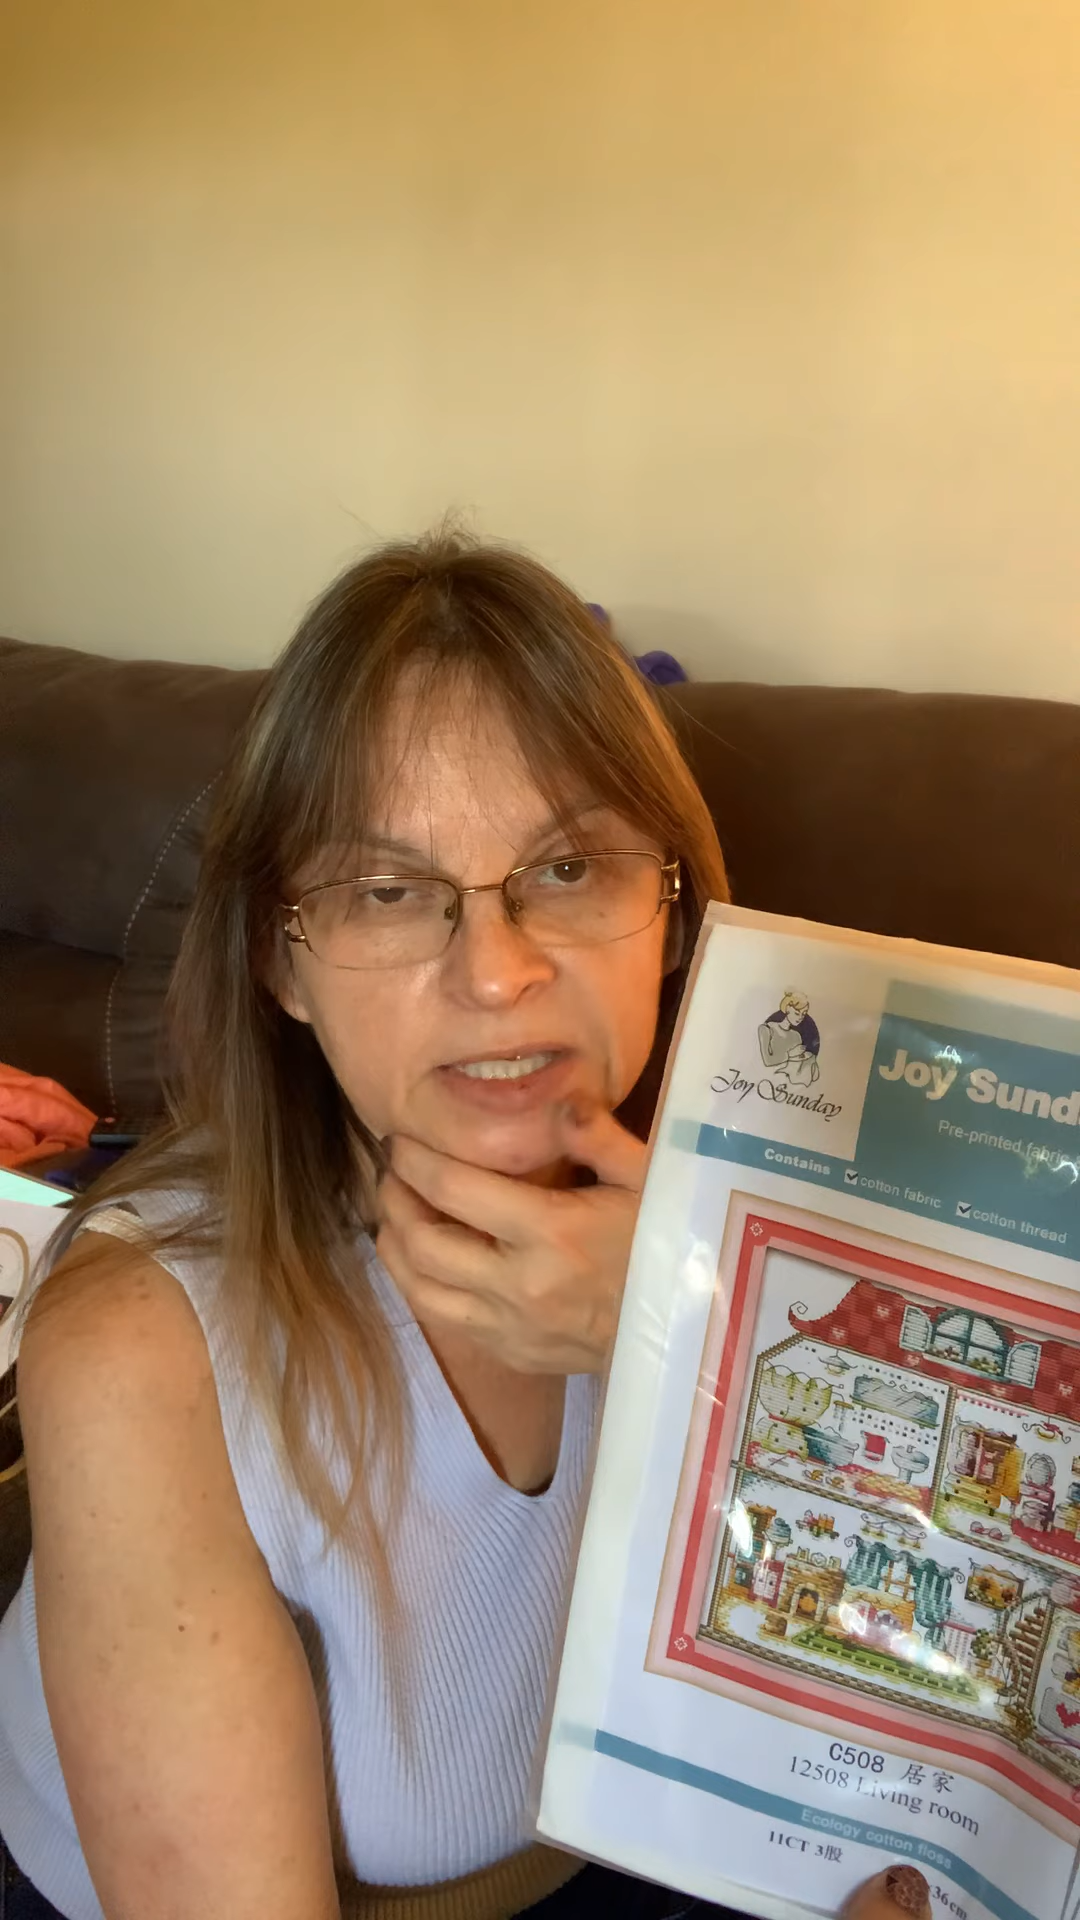 Joy Sunday
Joy Sund
Pre-printed fabric
Contains cotton fabric cotton thread
C508 居家
12508 Living room
Ecology cotton floss
11CT 3股
36cm